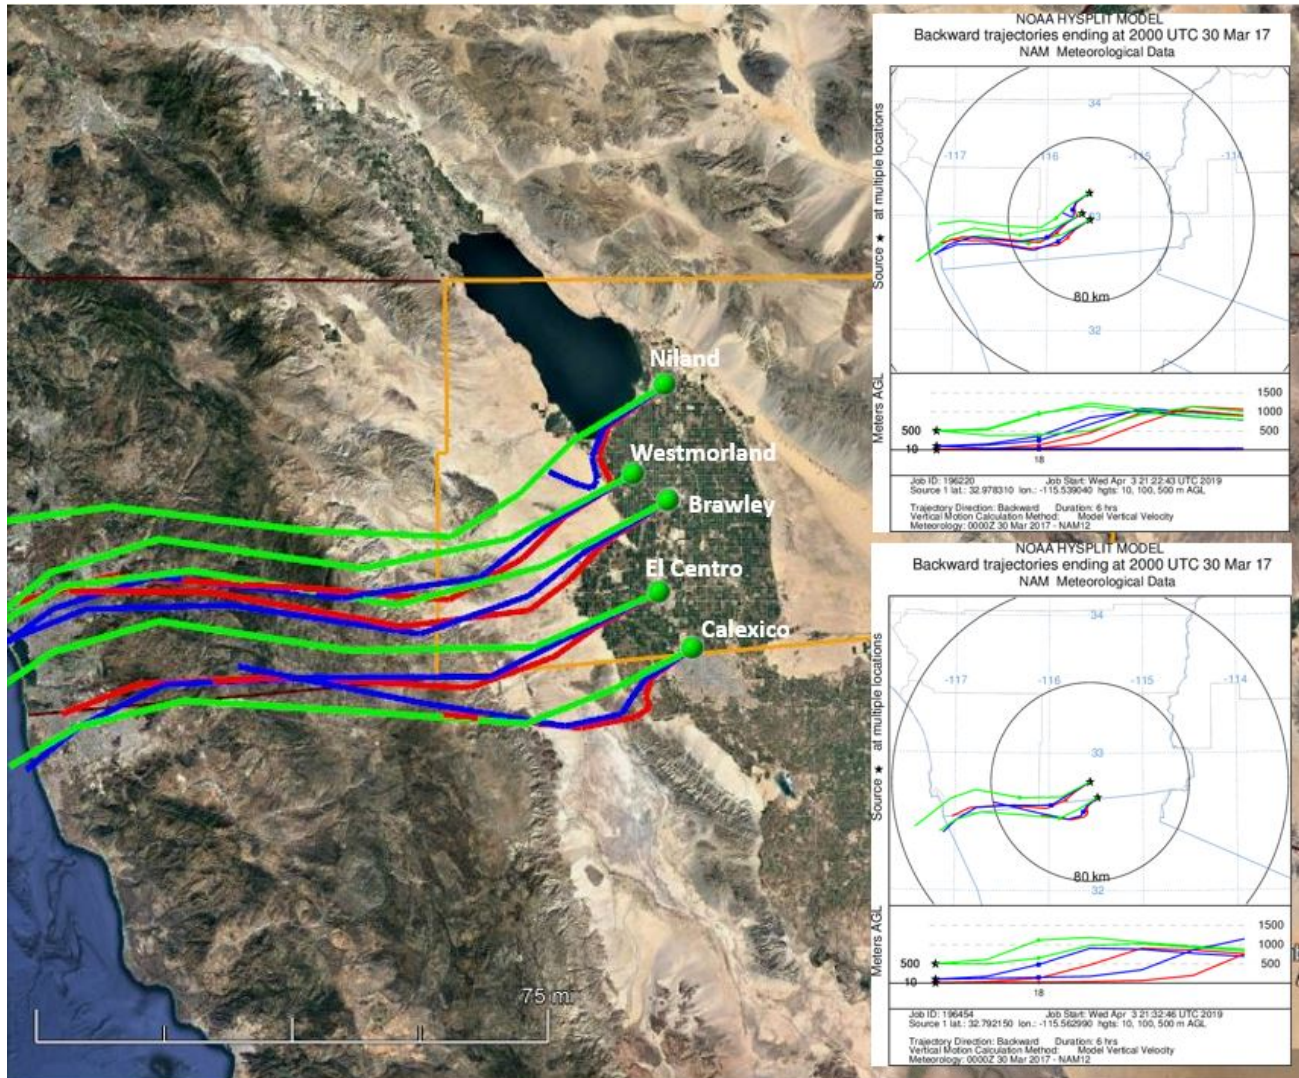 Niland
Westmorland
Brawley
El Centro
Calexico
75 mi
NOAA HYSPLIT MODEL
Backward trajectories ending at 2000 UTC 30 Mar 17
NAM Meteorological Data
Source ★ at multiple locations
34
-117
-116
-115
-114
33
80 km
32
Meters AGL
1500
1000
500
500
10
18
Job ID: 196220 Job Start: Wed Apr 3 21:22:43 UTC 2019
Source 1 lat.: 32.978310 lon.: -115.539040 hgts: 10, 100, 500 m AGL
Trajectory Direction: Backward Duration: 6 hrs
Vertical Motion Calculation Method: Model Vertical Velocity
Meteorology: 0000Z 30 Mar 2017 - NAM12
NOAA HYSPLIT MODEL
Backward trajectories ending at 2000 UTC 30 Mar 17
NAM Meteorological Data
Source ★ at multiple locations
34
-117
-116
-115
-114
33
80 km
32
Meters AGL
1500
1000
500
500
10
18
Job ID: 196454 Job Start: Wed Apr 3 21:32:46 UTC 2019
Source 1 lat.: 32.792150 lon.: -115.562990 hgts: 10, 100, 500 m AGL
Trajectory Direction: Backward Duration: 6 hrs
Vertical Motion Calculation Method: Model Vertical Velocity
Meteorology: 0000Z 30 Mar 2017 - NAM12